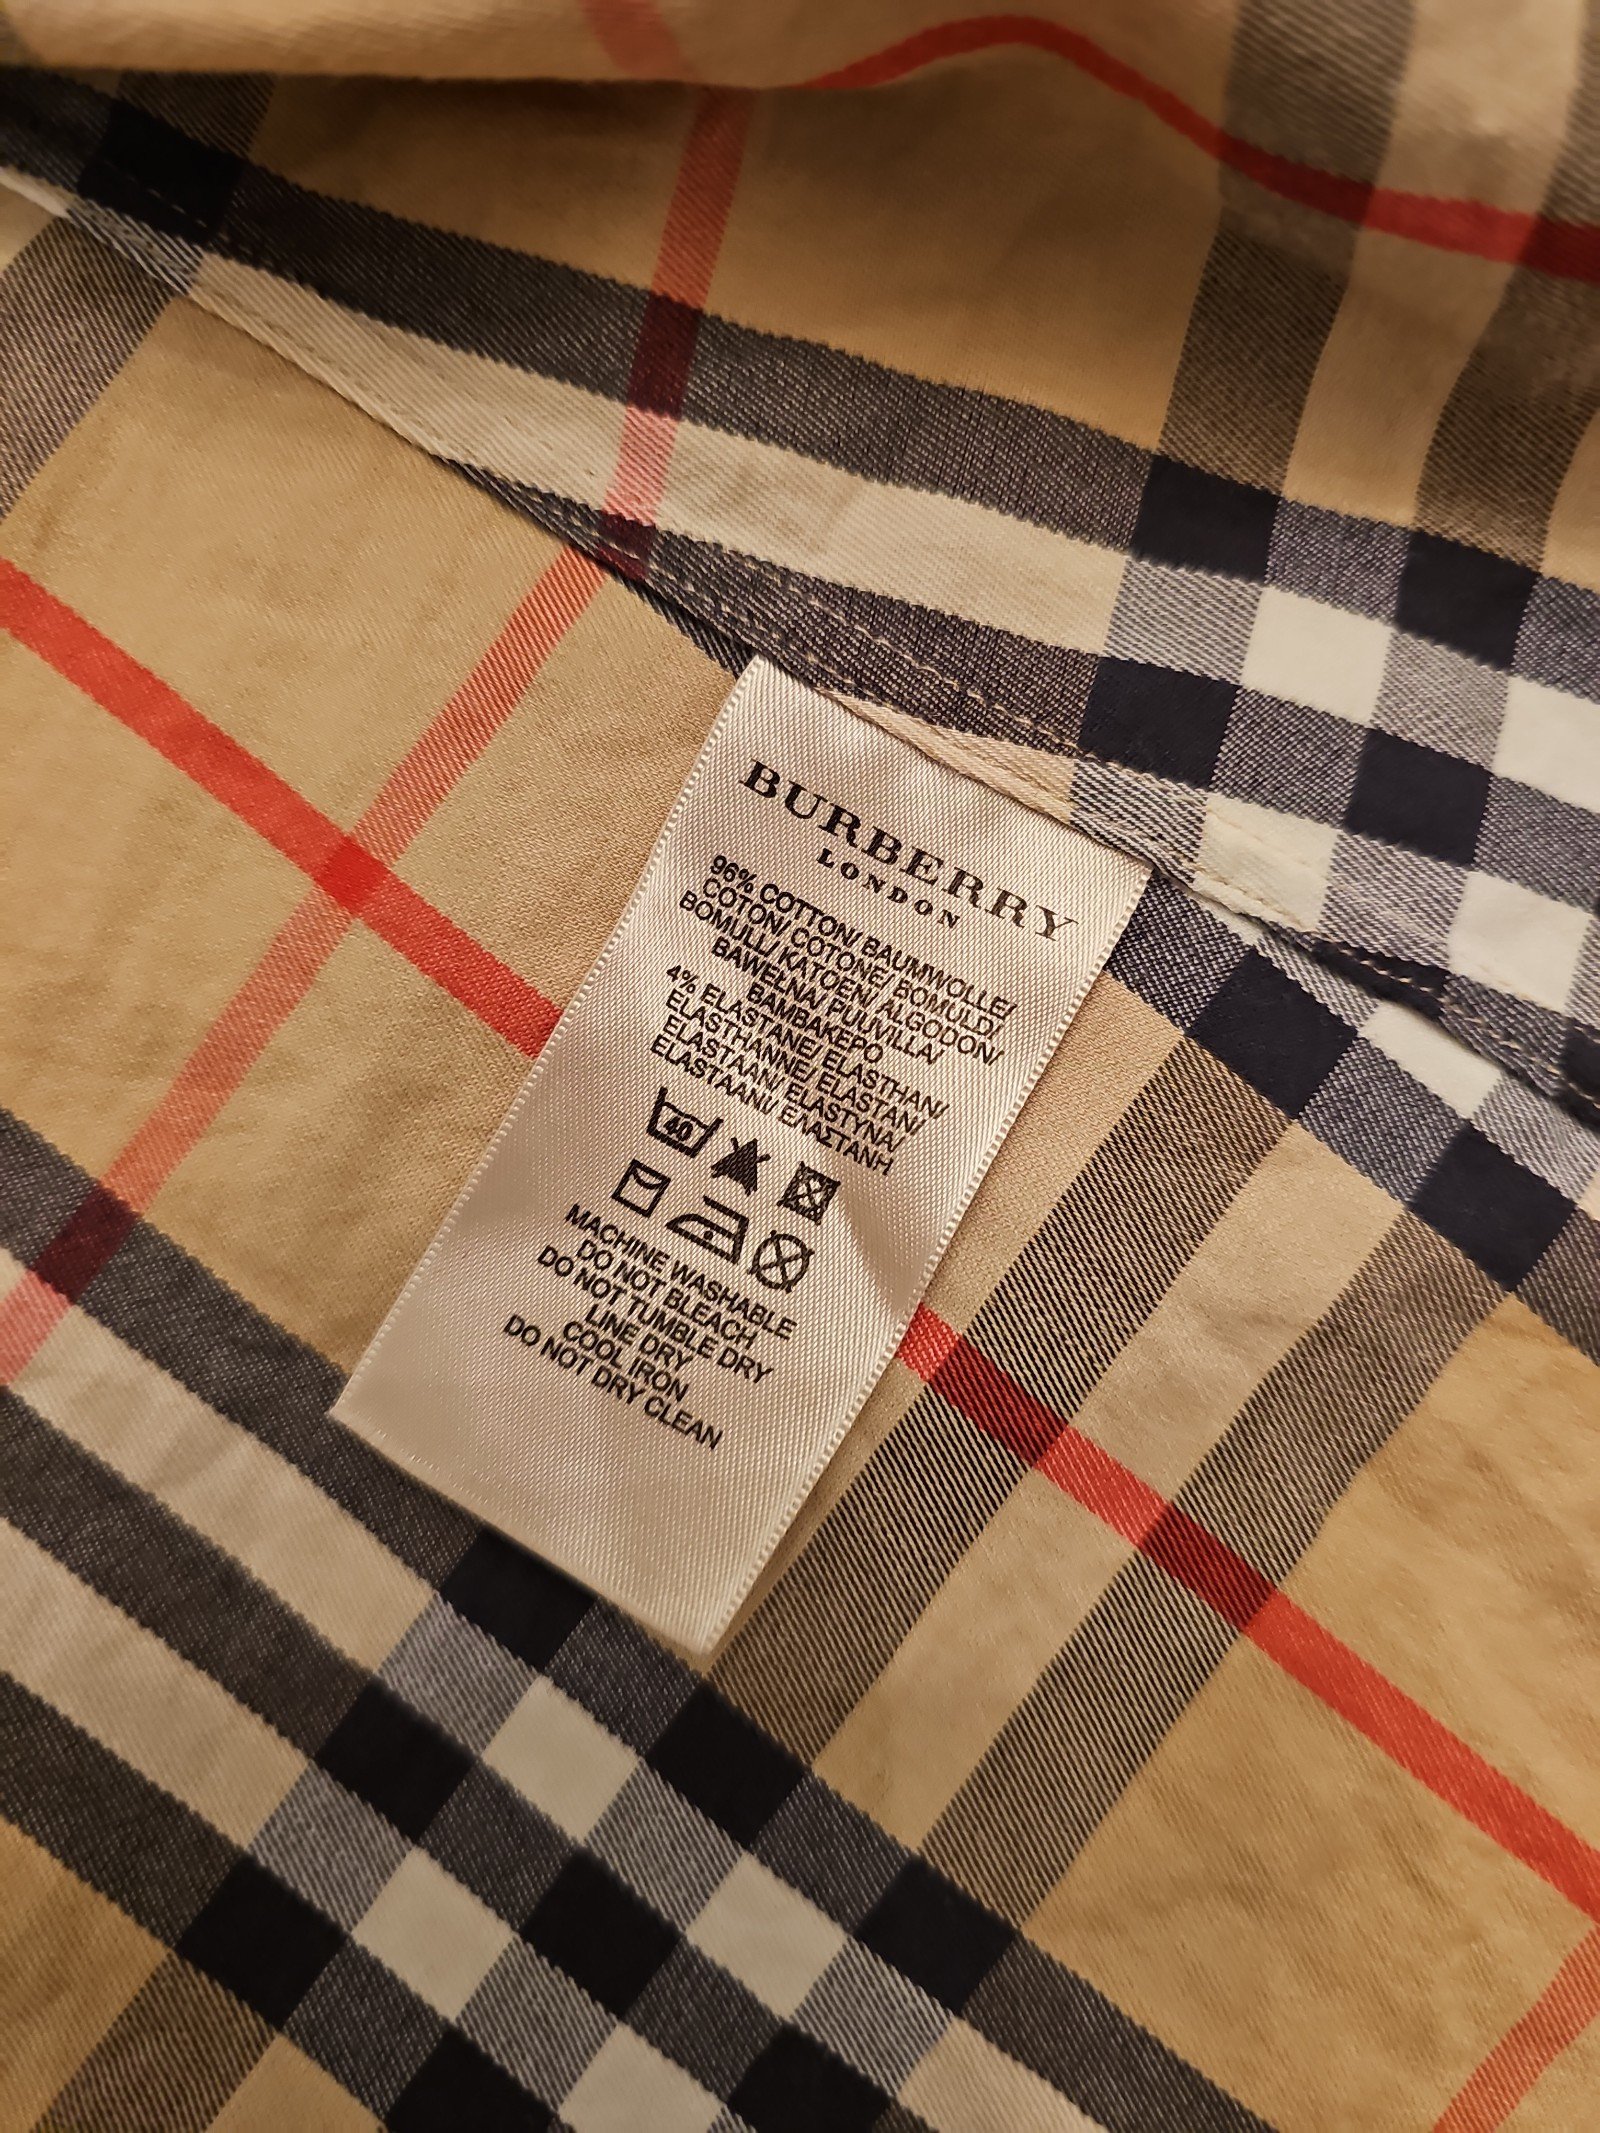 BURBERRY
LONDON
96% COTTON/ BAUMWOLLE/
COTON/ COTONE/ BOMULD/
BOMULL/ KATOEN/ ALGODON/
BAWEŁNA/ PUUVILLA/
ΒΑΜΒΑΚΕΡΟ
4% ELASTANE/ ELASTHAN/
ELASTHANNE/ ELASTAN/
ELASTAAN/ ELASTYNA/
ELASTAANI/ ΕΛΑΣΤΑΝΗ
40
MACHINE WASHABLE
DO NOT BLEACH
DO NOT TUMBLE DRY
LINE DRY
COOL IRON
DO NOT DRY CLEAN